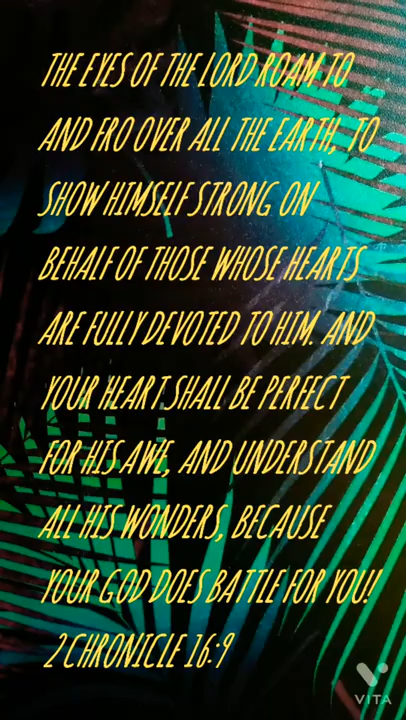 THE EYES OF THE LORD ROAM TO
AND FRO OVER ALL THE EARTH, TO
SHOW HIMSELF STRONG ON
BEHALF OF THOSE WHOSE HEARTS
ARE FULLY DEVOTED TO HIM. AND
YOUR HEART SHALL BE PERFECT
FOR HIS AWE, AND UNDERSTAND
ALL HIS WONDERS, BECAUSE
YOUR GOD DOES BATTLE FOR YOU!
2 CHRONICLE 16:9
VITA